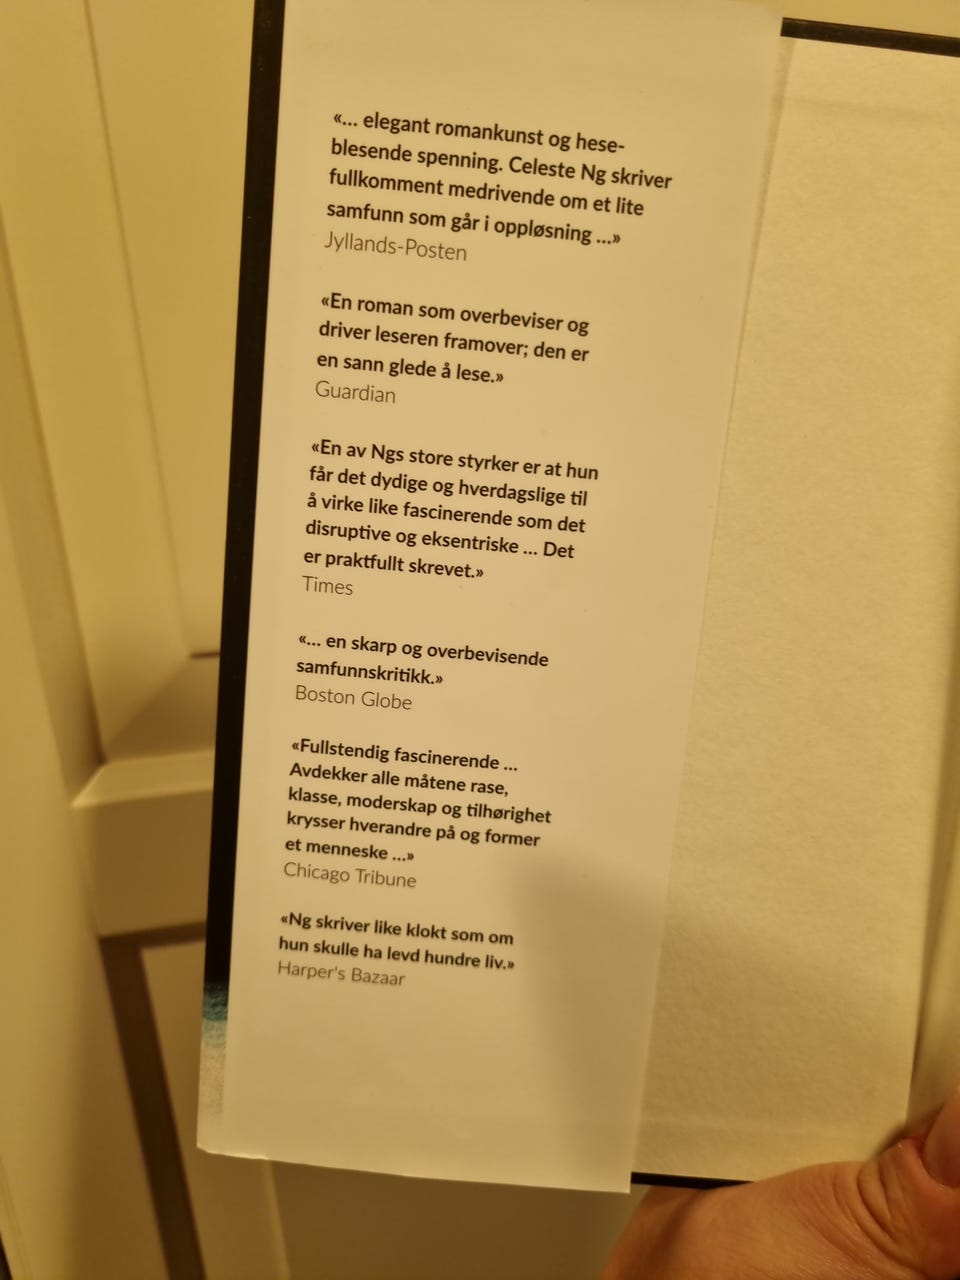 «... elegant romankunst og hese-
blesende spenning. Celeste Ng skriver
fullkomment medrivende om et lite
samfunn som går i oppløsning ...»
Jyllands-Posten
«En roman som overbeviser og
driver leseren framover; den er
en sann glede å lese.»
Guardian
«En av Ngs store styrker er at hun
får det dydige og hverdagslige til
å virke like fascinerende som det
disruptive og eksentriske ... Det
er praktfullt skrevet.»
Times
«... en skarp og overbevisende
samfunnskritikk.»
Boston Globe
«Fullstendig fascinerende ...
Avdekker alle måtene rase,
klasse, moderskap og tilhørighet
krysser hverandre på og former
et menneske ...»
Chicago Tribune
«Ng skriver like klokt som om
hun skulle ha levd hundre liv.»
Harper's Bazaar